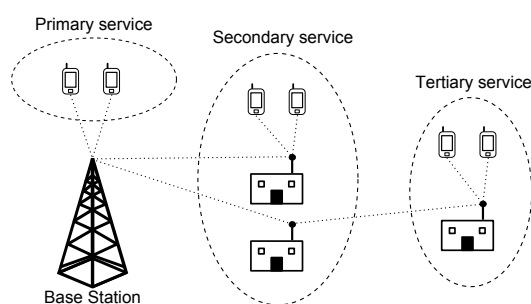 Primary service
Secondary service
Tertiary service
Base Station